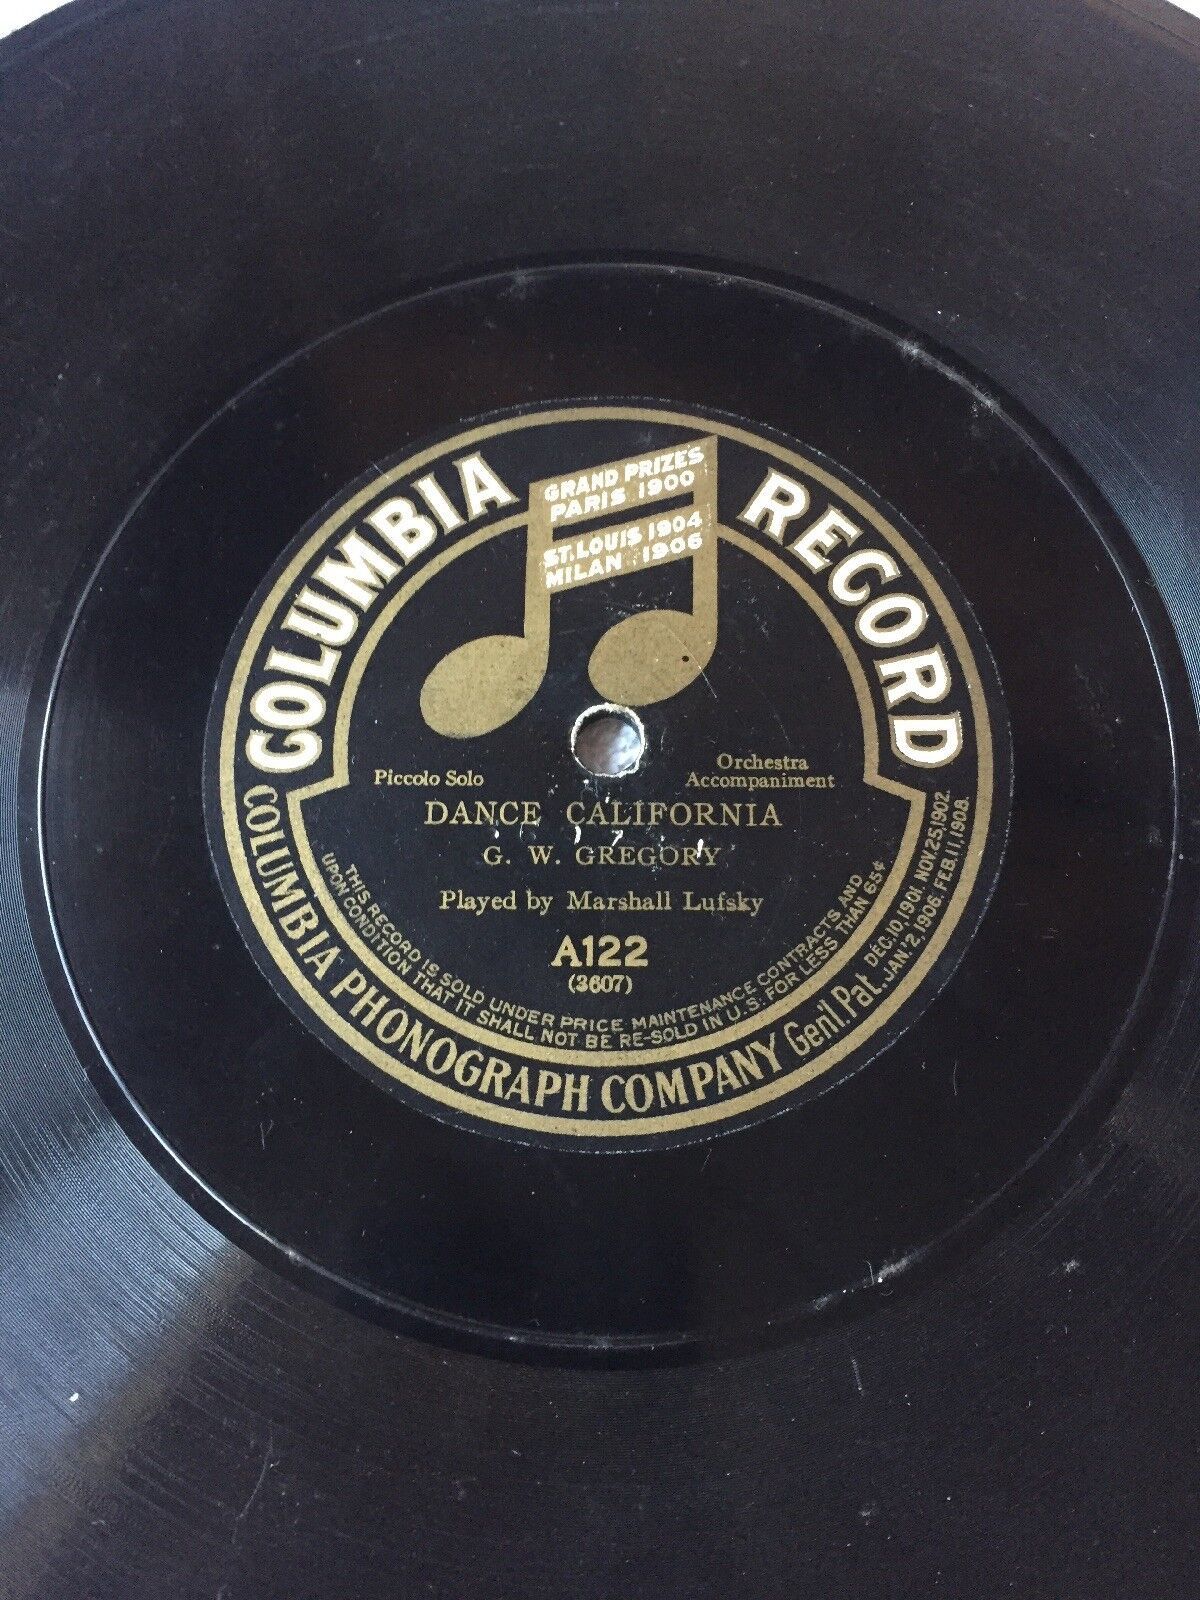 COLUMBIA RECORD
GRAND PRIZES
PARIS 1900
ST. LOUIS 1904
MILAN 1906
Piccolo Solo
Orchestra
Accompaniment
DANCE CALIFORNIA
G. W. GREGORY
Played by Marshall Lufsky
A122
(3607)
THIS RECORD IS SOLD UNDER PRICE MAINTENANCE CONTRACTS AND
UPON CONDITION THAT IT SHALL NOT BE RE-SOLD IN U.S. FOR LESS THAN 65¢
COLUMBIA PHONOGRAPH COMPANY Gen'l. Pat. DEC. 10, 1901. NOV. 25, 1902.
JAN'2, 1906. FEB. 11, 1908.